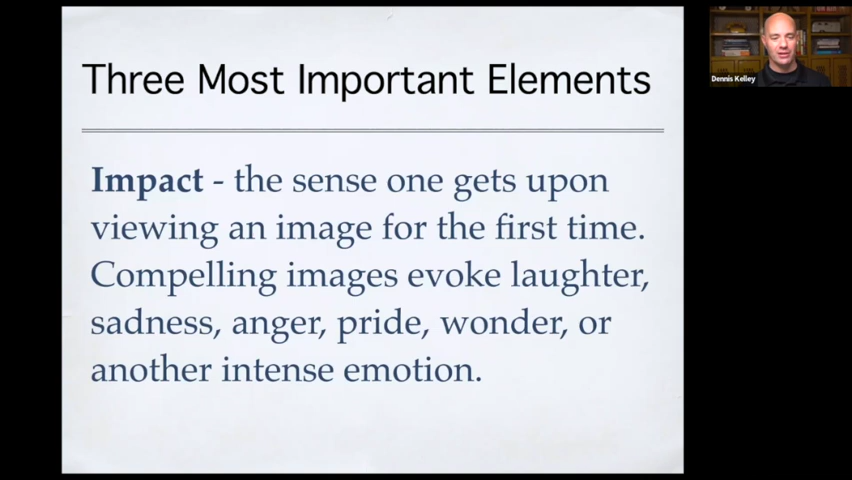 Three Most Important Elements
Impact - the sense one gets upon
viewing an image for the first time.
Compelling images evoke laughter,
sadness, anger, pride, wonder, or
another intense emotion.
Dennis Kelley